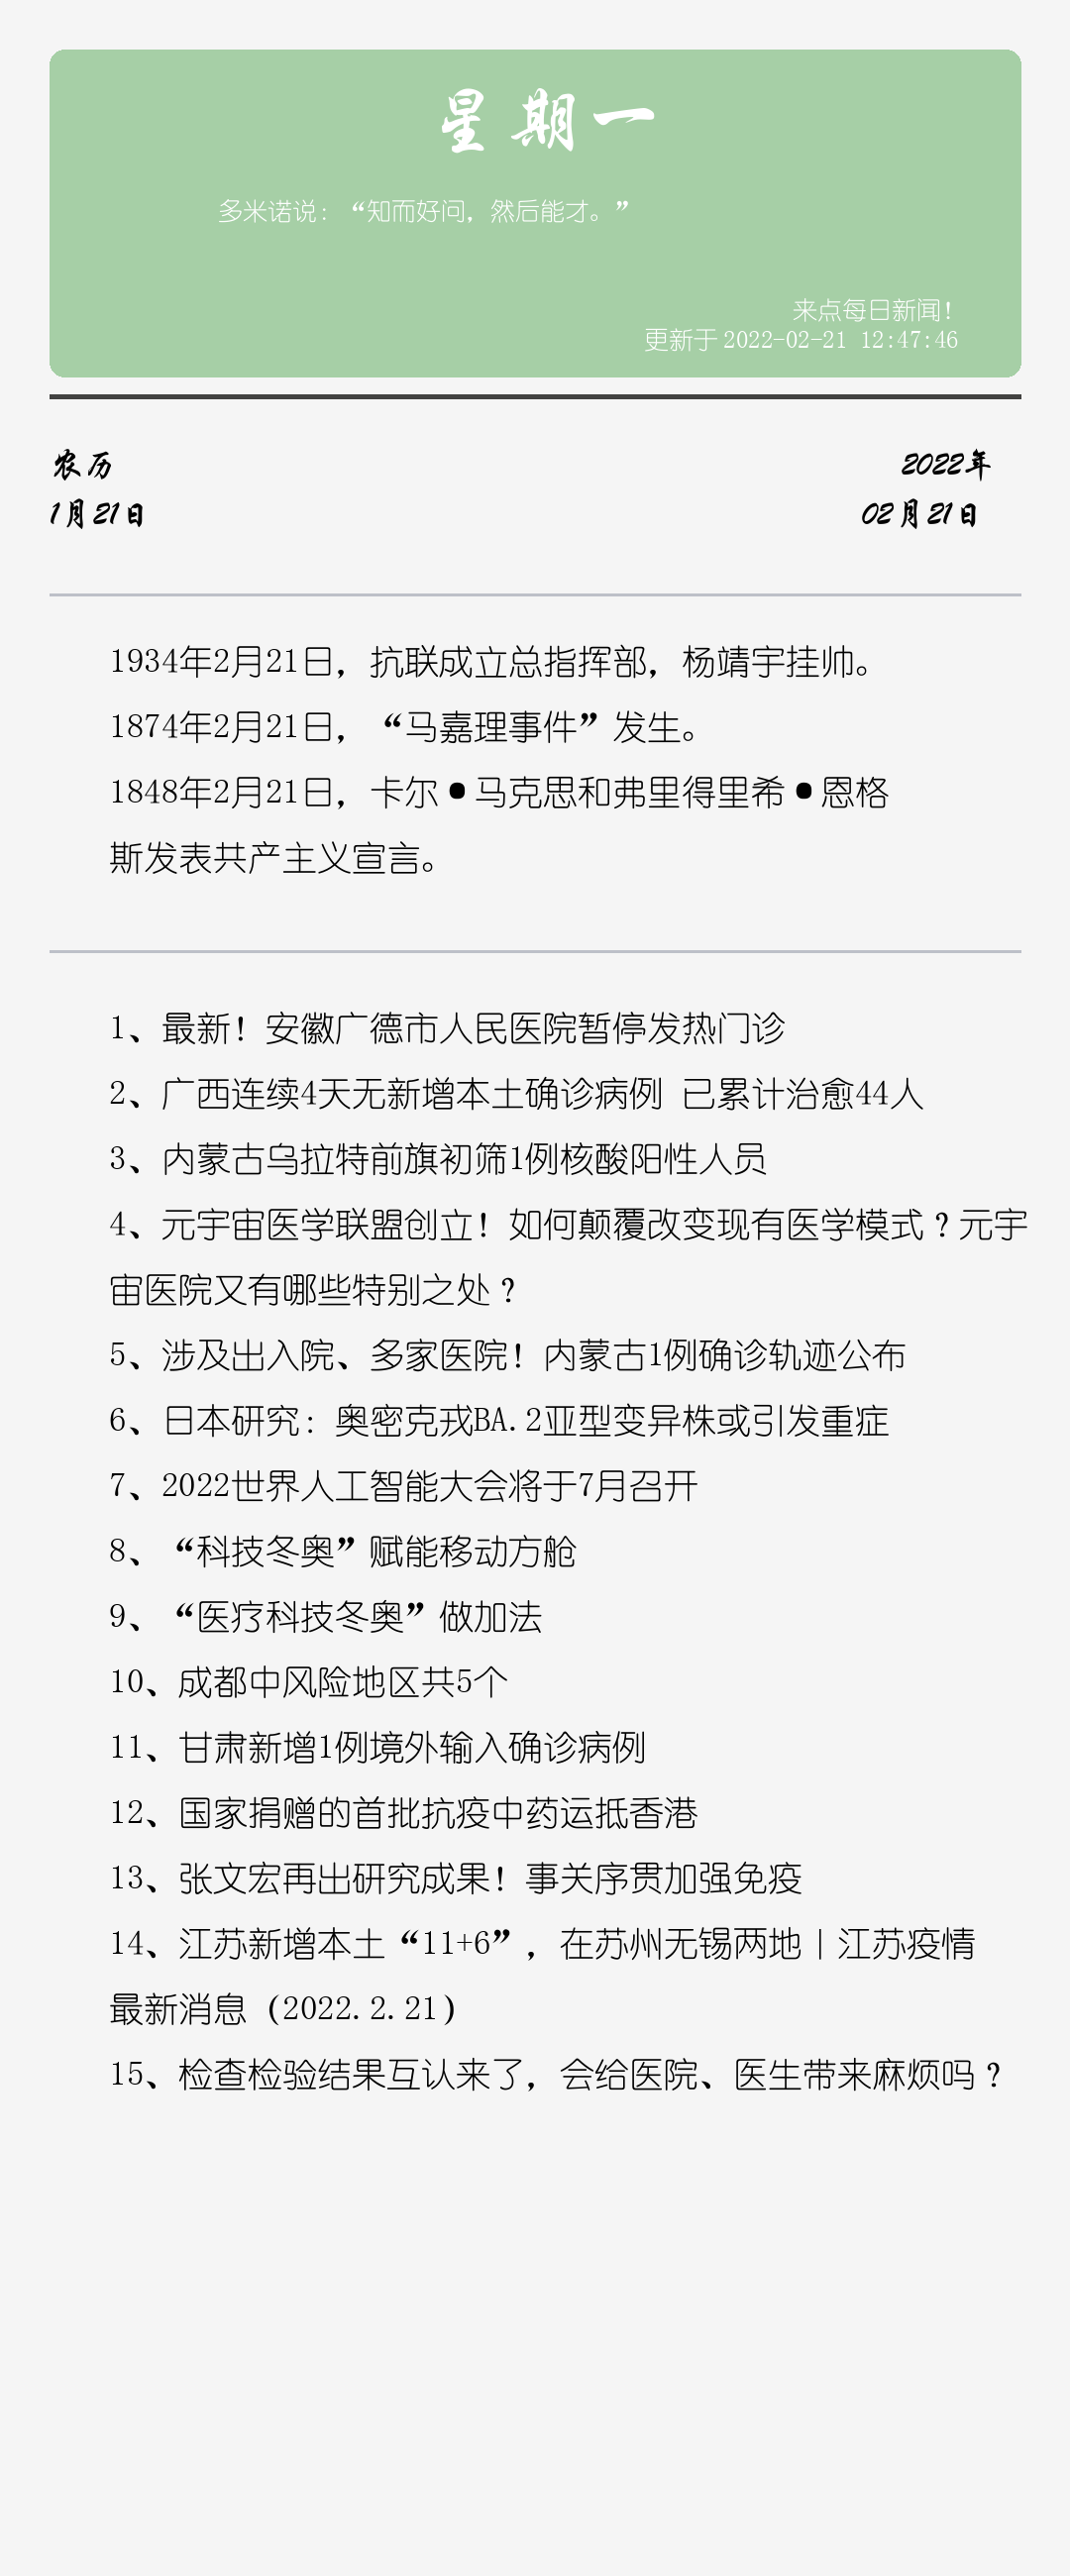 星期一
多米诺说：“知而好问，然后能才。”
来点每日新闻！
更新于 2022-02-21 12:47:46
农历
2022年
1月21日
02月21日
1934年2月21日，抗联成立总指挥部，杨靖宇挂帅。
1874年2月21日，“马嘉理事件”发生。
1848年2月21日，卡尔•马克思和弗里得里希•恩格
斯发表共产主义宣言。
1、最新！安徽广德市人民医院暂停发热门诊
2、广西连续4天无新增本土确诊病例 已累计治愈44人
3、内蒙古乌拉特前旗初筛1例核酸阳性人员
4、元宇宙医学联盟创立！如何颠覆改变现有医学模式？元宇
宙医院又有哪些特别之处？
5、涉及出入院、多家医院！内蒙古1例确诊轨迹公布
6、日本研究：奥密克戎BA.2亚型变异株或引发重症
7、2022世界人工智能大会将于7月召开
8、“科技冬奥”赋能移动方舱
9、“医疗科技冬奥”做加法
10、成都中风险地区共5个
11、甘肃新增1例境外输入确诊病例
12、国家捐赠的首批抗疫中药运抵香港
13、张文宏再出研究成果！事关序贯加强免疫
14、江苏新增本土“11+6”，在苏州无锡两地丨江苏疫情
最新消息（2022.2.21）
15、检查检验结果互认来了，会给医院、医生带来麻烦吗？